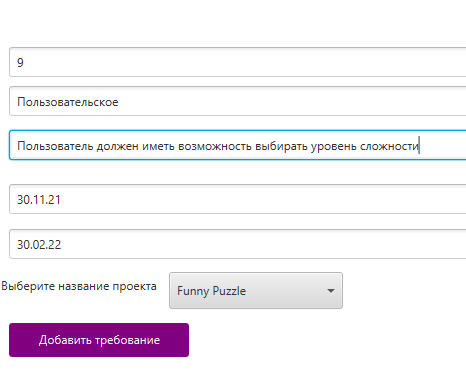 9
Пользовательское
Пользователь должен иметь возможность выбирать уровень сложности
30.11.21
30.02.22
Выберите название проекта Funny Puzzle
Добавить требование